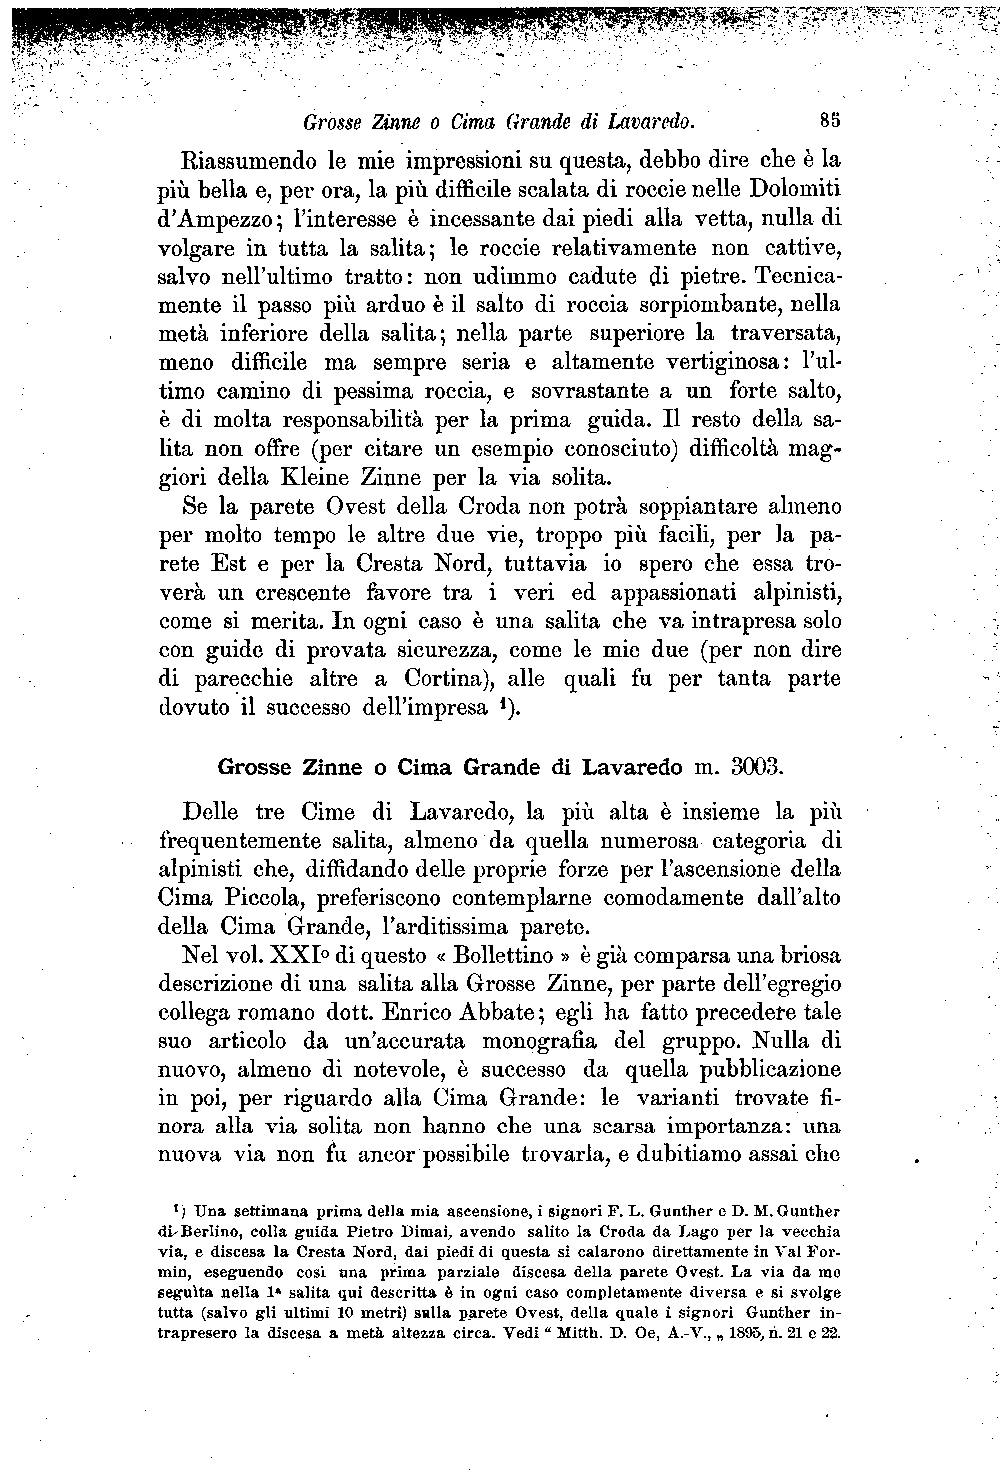 Grosse Zinne o Cima Grande di Lavaredo. 85
Riassumendo le mie impressioni su questa, debbo dire che è la
più bella e, per ora, la più difficile scalata di roccie nelle Dolomiti
d'Ampezzo; l'interesse è incessante dai piedi alla vetta, nulla di
volgare in tutta la salita; le roccie relativamente non cattive,
salvo nell'ultimo tratto: non udimmo cadute di pietre. Tecnica-
mente il passo più arduo è il salto di roccia sorpiombante, nella
metà inferiore della salita; nella parte superiore la traversata,
meno difficile ma sempre seria e altamente vertiginosa: l'ul-
timo camino di pessima roccia, e sovrastante a un forte salto,
è di molta responsabilità per la prima guida. Il resto della sa-
lita non offre (per citare un esempio conosciuto) difficoltà mag-
giori della Kleine Zinne per la via solita.
Se la parete Ovest della Croda non potrà soppiantare almeno
per molto tempo le altre due vie, troppo più facili, per la pa-
rete Est e per la Cresta Nord, tuttavia io spero che essa tro-
verà un crescente favore tra i veri ed appassionati alpinisti,
come si merita. In ogni caso è una salita che va intrapresa solo
con guide di provata sicurezza, come le mie due (per non dire
di parecchie altre a Cortina), alle quali fu per tanta parte
dovuto il successo dell'impresa ¹).
Grosse Zinne o Cima Grande di Lavaredo m. 3003.
Delle tre Cime di Lavaredo, la più alta è insieme la più
frequentemente salita, almeno da quella numerosa categoria di
alpinisti che, diffidando delle proprie forze per l'ascensione della
Cima Piccola, preferiscono contemplarne comodamente dall'alto
della Cima Grande, l'arditissima parete.
Nel vol. XXIº di questo « Bollettino » è già comparsa una briosa
descrizione di una salita alla Grosse Zinne, per parte dell'egregio
collega romano dott. Enrico Abbate; egli ha fatto precedere tale
suo articolo da un'accurata monografia del gruppo. Nulla di
nuovo, almeno di notevole, è successo da quella pubblicazione
in poi, per riguardo alla Cima Grande: le varianti trovate fi-
nora alla via solita non hanno che una scarsa importanza: una
nuova via non fu ancor possibile trovarla, e dubitiamo assai che
¹) Una settimana prima della mia ascensione, i signori F. L. Gunther e D. M. Gunther
di Berlino, colla guida Pietro Dimai, avendo salito la Croda da Lago per la vecchia
via, e discesa la Cresta Nord, dai piedi di questa si calarono direttamente in Val For-
min, eseguendo così una prima parziale discesa della parete Ovest. La via da me
seguita nella 1ª salita qui descritta è in ogni caso completamente diversa e si svolge
tutta (salvo gli ultimi 10 metri) sulla parete Ovest, della quale i signori Gunther in-
trapresero la discesa a metà altezza circa. Vedi " Mitth. D. Oe, A.-V., „ 1895, n. 21 e 22.